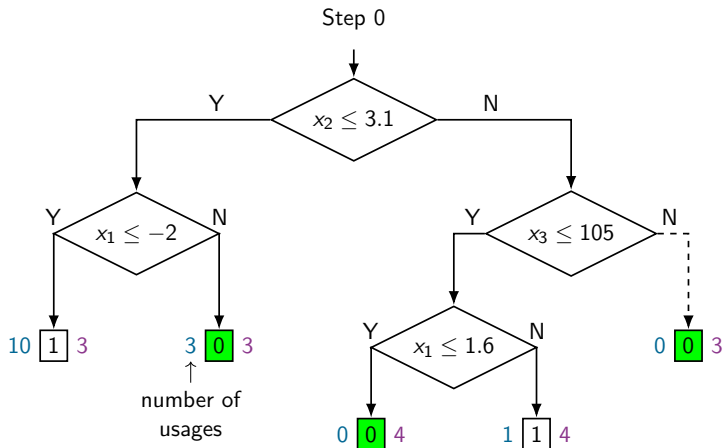 Step 0
x₂ ≤ 3.1
Y N
x₁ ≤ −2
Y N
x₃ ≤ 105
Y N
10 1 3
3 0 3
↑
number of
usages
x₁ ≤ 1.6
Y N
0 0 3
0 0 4
1 1 4